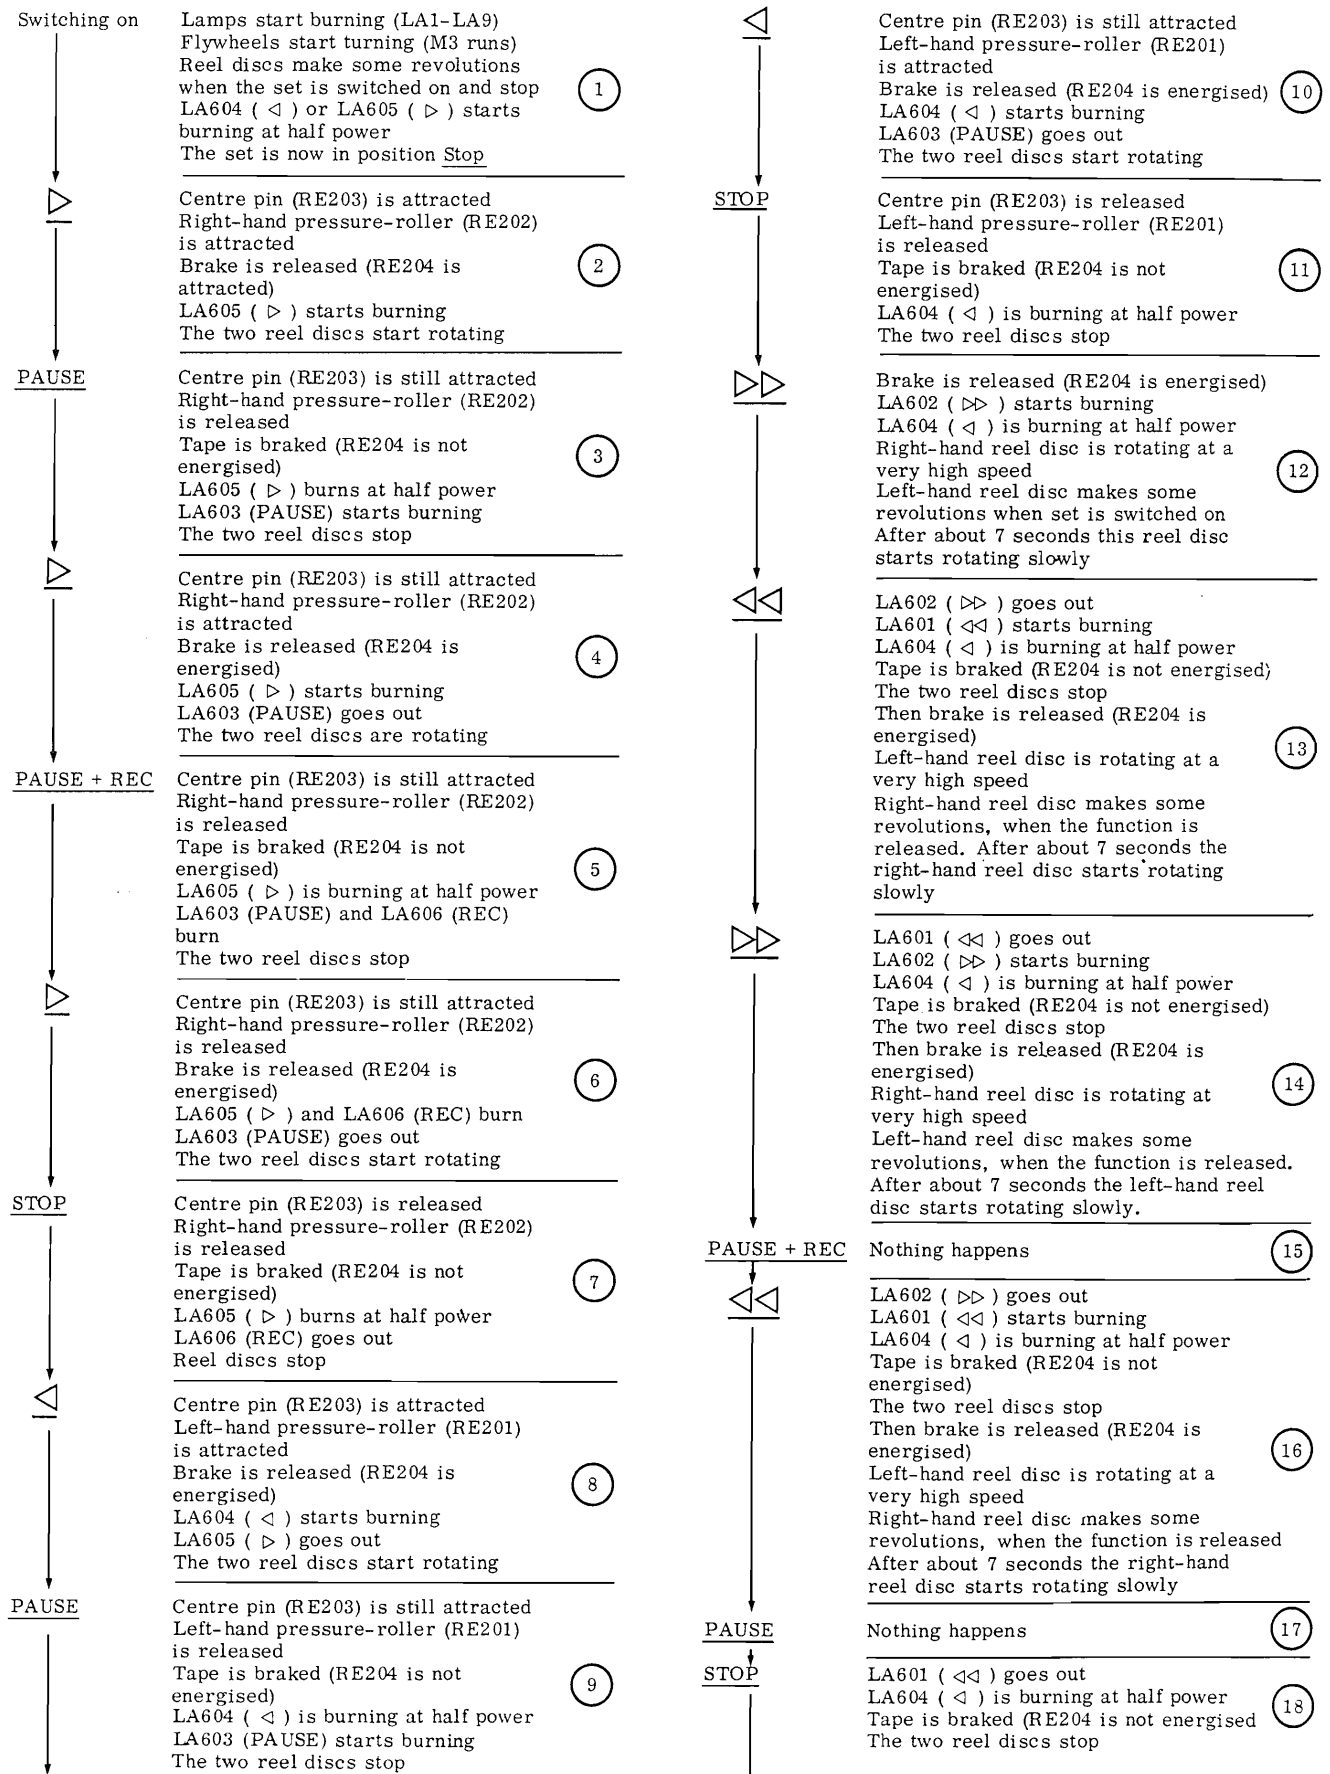 Switching on
Lamps start burning (LA1-LA9)
Flywheels start turning (M3 runs)
Reel discs make some revolutions
when the set is switched on and stop
LA604 ( ◁ ) or LA605 ( ▷ ) starts
burning at half power
The set is now in position Stop
1
▷
Centre pin (RE203) is attracted
Right-hand pressure-roller (RE202)
is attracted
Brake is released (RE204 is
attracted)
LA605 ( ▷ ) starts burning
The two reel discs start rotating
2
PAUSE
Centre pin (RE203) is still attracted
Right-hand pressure-roller (RE202)
is released
Tape is braked (RE204 is not
energised)
LA605 ( ▷ ) burns at half power
LA603 (PAUSE) starts burning
The two reel discs stop
3
▷
Centre pin (RE203) is still attracted
Right-hand pressure-roller (RE202)
is attracted
Brake is released (RE204 is
energised)
LA605 ( ▷ ) starts burning
LA603 (PAUSE) goes out
The two reel discs are rotating
4
PAUSE + REC
Centre pin (RE203) is still attracted
Right-hand pressure-roller (RE202)
is released
Tape is braked (RE204 is not
energised)
LA605 ( ▷ ) is burning at half power
LA603 (PAUSE) and LA606 (REC)
burn
The two reel discs stop
5
▷
Centre pin (RE203) is still attracted
Right-hand pressure-roller (RE202)
is released
Brake is released (RE204 is
energised)
LA605 ( ▷ ) and LA606 (REC) burn
LA603 (PAUSE) goes out
The two reel discs start rotating
6
STOP
Centre pin (RE203) is released
Right-hand pressure-roller (RE202)
is released
Tape is braked (RE204 is not
energised)
LA605 ( ▷ ) burns at half power
LA606 (REC) goes out
Reel discs stop
7
◁
Centre pin (RE203) is attracted
Left-hand pressure-roller (RE201)
is attracted
Brake is released (RE204 is
energised)
LA604 ( ◁ ) starts burning
LA605 ( ▷ ) goes out
The two reel discs start rotating
8
PAUSE
Centre pin (RE203) is still attracted
Left-hand pressure-roller (RE201)
is released
Tape is braked (RE204 is not
energised)
LA604 ( ◁ ) is burning at half power
LA603 (PAUSE) starts burning
The two reel discs stop
9
◁
Centre pin (RE203) is still attracted
Left-hand pressure-roller (RE201)
is attracted
Brake is released (RE204 is energised)
LA604 ( ◁ ) starts burning
LA603 (PAUSE) goes out
The two reel discs start rotating
10
STOP
Centre pin (RE203) is released
Left-hand pressure-roller (RE201)
is released
Tape is braked (RE204 is not
energised)
LA604 ( ◁ ) is burning at half power
The two reel discs stop
11
▷▷
Brake is released (RE204 is energised)
LA602 ( ▷▷ ) starts burning
LA604 ( ◁ ) is burning at half power
Right-hand reel disc is rotating at a
very high speed
Left-hand reel disc makes some
revolutions when set is switched on
After about 7 seconds this reel disc
starts rotating slowly
12
◁◁
LA602 ( ▷▷ ) goes out
LA601 ( ◁◁ ) starts burning
LA604 ( ◁ ) is burning at half power
Tape is braked (RE204 is not energised)
The two reel discs stop
Then brake is released (RE204 is
energised)
Left-hand reel disc is rotating at a
very high speed
Right-hand reel disc makes some
revolutions, when the function is
released. After about 7 seconds the
right-hand reel disc starts rotating
slowly
13
▷▷
LA601 ( ◁◁ ) goes out
LA602 ( ▷▷ ) starts burning
LA604 ( ◁ ) is burning at half power
Tape is braked (RE204 is not energised)
The two reel discs stop
Then brake is released (RE204 is
energised)
Right-hand reel disc is rotating at
very high speed
Left-hand reel disc makes some
revolutions, when the function is released.
After about 7 seconds the left-hand reel
disc starts rotating slowly.
14
PAUSE + REC
Nothing happens
15
◁◁
LA602 ( ▷▷ ) goes out
LA601 ( ◁◁ ) starts burning
LA604 ( ◁ ) is burning at half power
Tape is braked (RE204 is not
energised)
The two reel discs stop
Then brake is released (RE204 is
energised)
Left-hand reel disc is rotating at a
very high speed
Right-hand reel disc makes some
revolutions, when the function is released
After about 7 seconds the right-hand
reel disc starts rotating slowly
16
PAUSE
Nothing happens
17
STOP
LA601 ( ◁◁ ) goes out
LA604 ( ◁ ) is burning at half power
Tape is braked (RE204 is not energised
The two reel discs stop
18